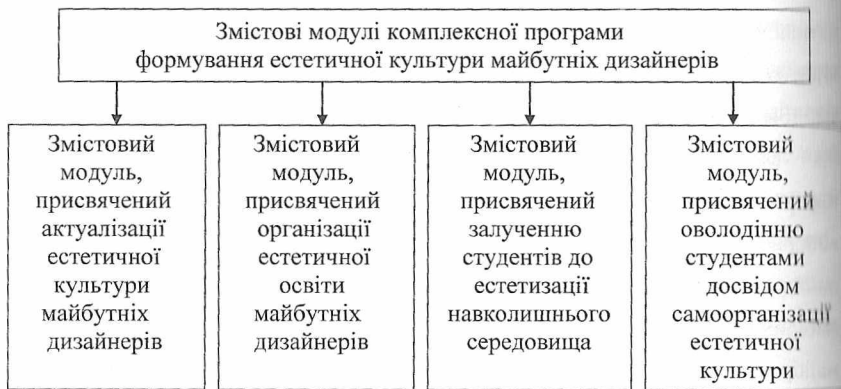 Змістові модулі комплексної програми
формування естетичної культури майбутніх дизайнерів
Змістовий
модуль,
присвячений
актуалізації
естетичної
культури
майбутніх
дизайнерів
Змістовий
модуль,
присвячений
організації
естетичної
освіти
майбутніх
дизайнерів
Змістовий
модуль,
присвячений
залученню
студентів до
естетизації
навколишнього
середовища
Змістовий
модуль,
присвячений
оволодінню
студентами
досвідом
самоорганізації
естетичної
культури